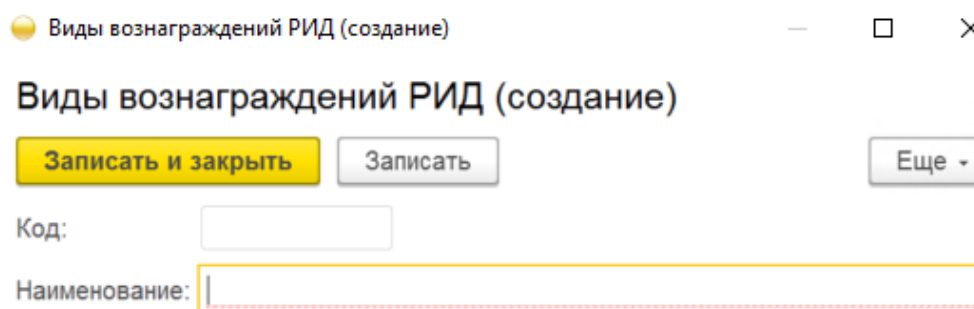 Виды вознаграждений РИД (создание)
Виды вознаграждений РИД (создание)
Записать и закрыть Записать Еще
Код:
Наименование: